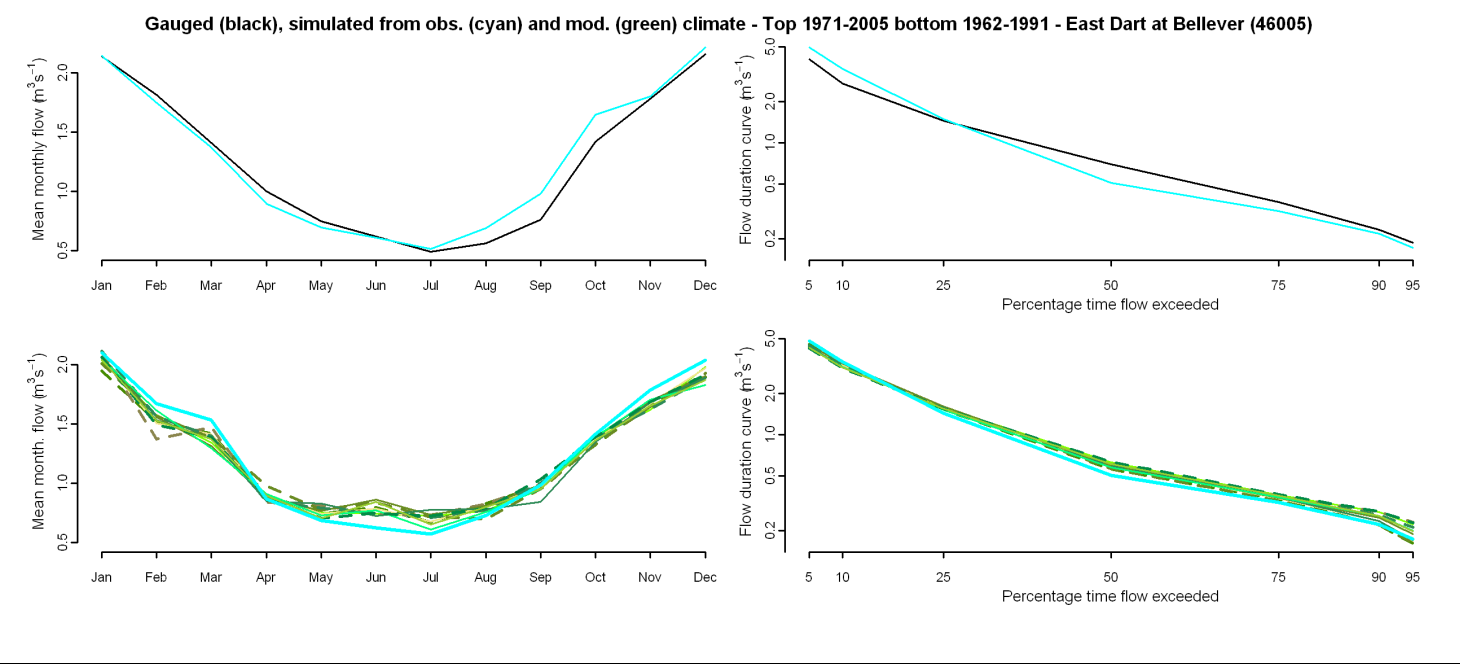 Gauged (black), simulated from obs. (cyan) and mod. (green) climate - Top 1971-2005 bottom 1962-1991 - East Dart at Bellever (46005)
Mean monthly flow (m³s⁻¹)
0.5 1.0 1.5 2.0
Jan Feb Mar Apr May Jun Jul Aug Sep Oct Nov Dec
Flow duration curve (m³s⁻¹)
0.2 0.5 1.0 2.0 5.0
5 10 25 50 75 90 95
Percentage time flow exceeded
Mean month. flow (m³s⁻¹)
0.5 1.0 1.5 2.0
Jan Feb Mar Apr May Jun Jul Aug Sep Oct Nov Dec
Flow duration curve (m³s⁻¹)
0.2 0.5 1.0 2.0 5.0
5 10 25 50 75 90 95
Percentage time flow exceeded